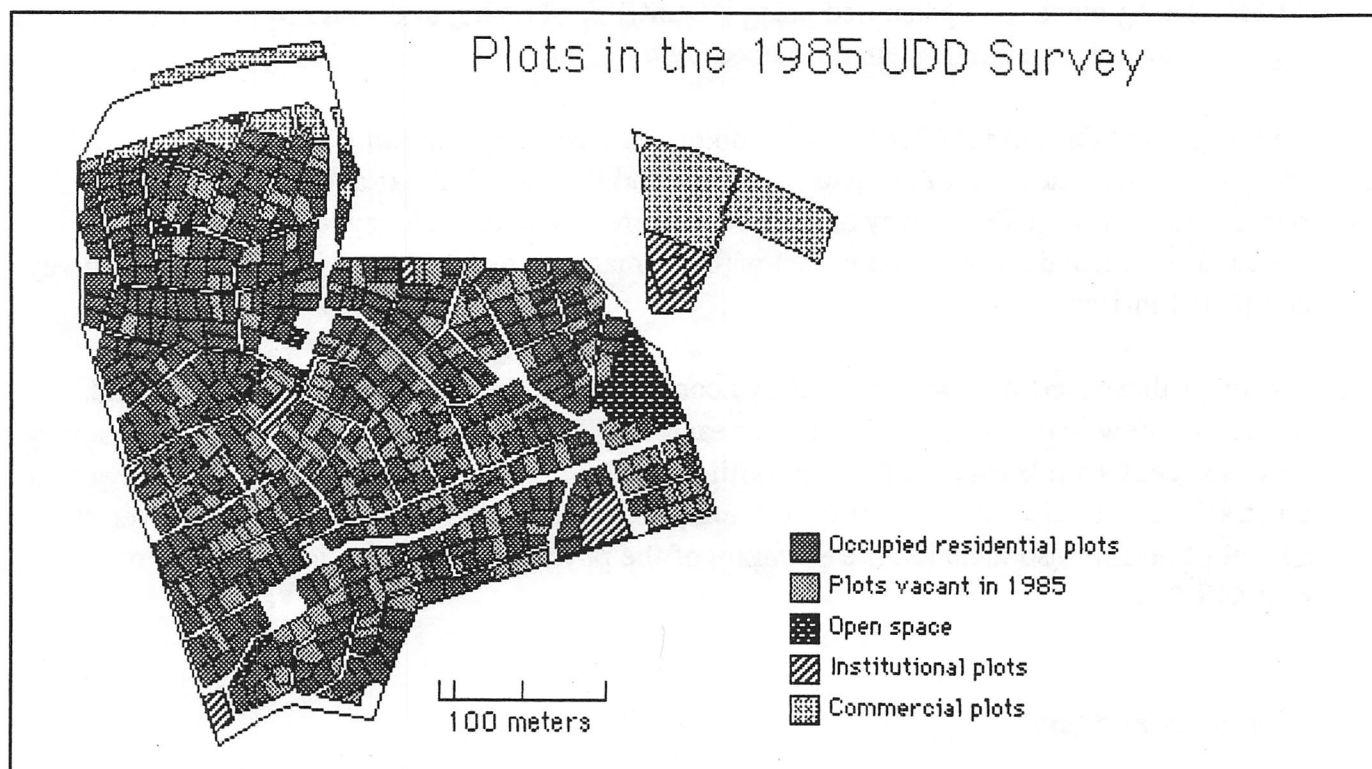 Plots in the 1985 UDD Survey
Occupied residential plots
Plots vacant in 1985
Open space
Institutional plots
Commercial plots
100 meters